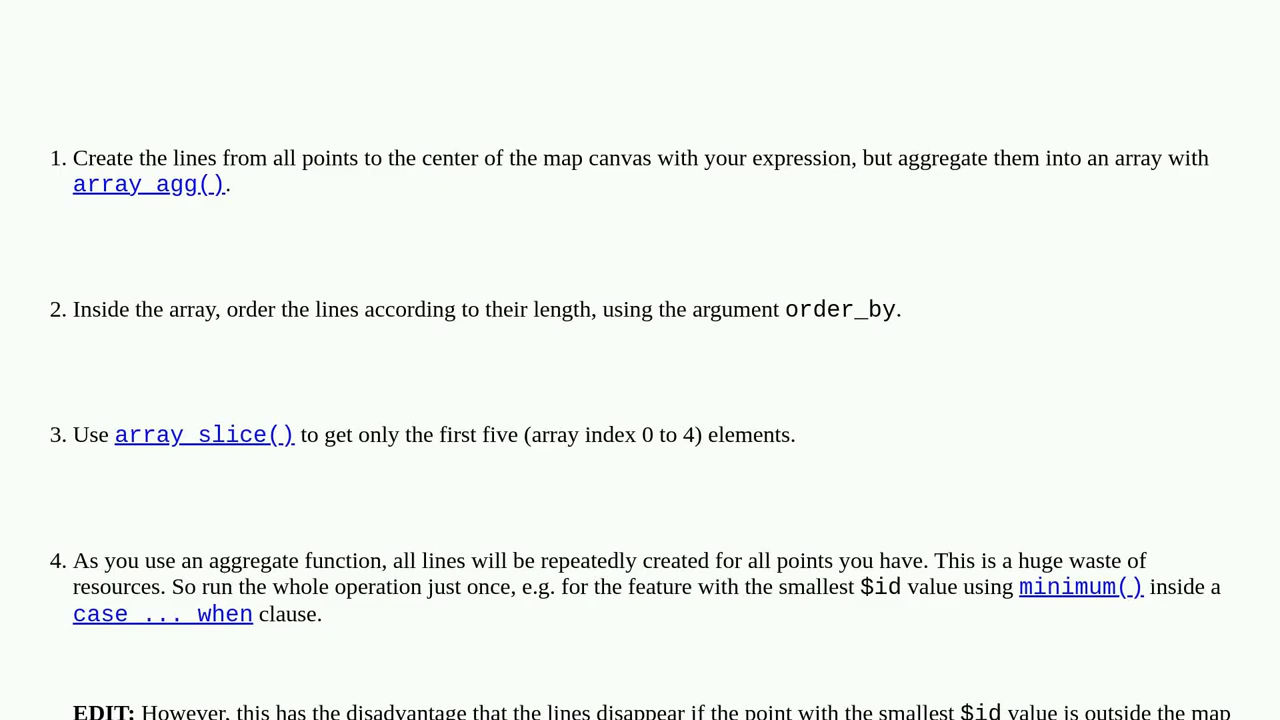 1. Create the lines from all points to the center of the map canvas with your expression, but aggregate them into an array with
array_agg().
2. Inside the array, order the lines according to their length, using the argument order_by.
3. Use array_slice() to get only the first five (array index 0 to 4) elements.
4. As you use an aggregate function, all lines will be repeatedly created for all points you have. This is a huge waste of
resources. So run the whole operation just once, e.g. for the feature with the smallest $id value using minimum() inside a
case ... when clause.
EDIT: However, this has the disadvantage that the lines disappear if the point with the smallest $id value is outside the map